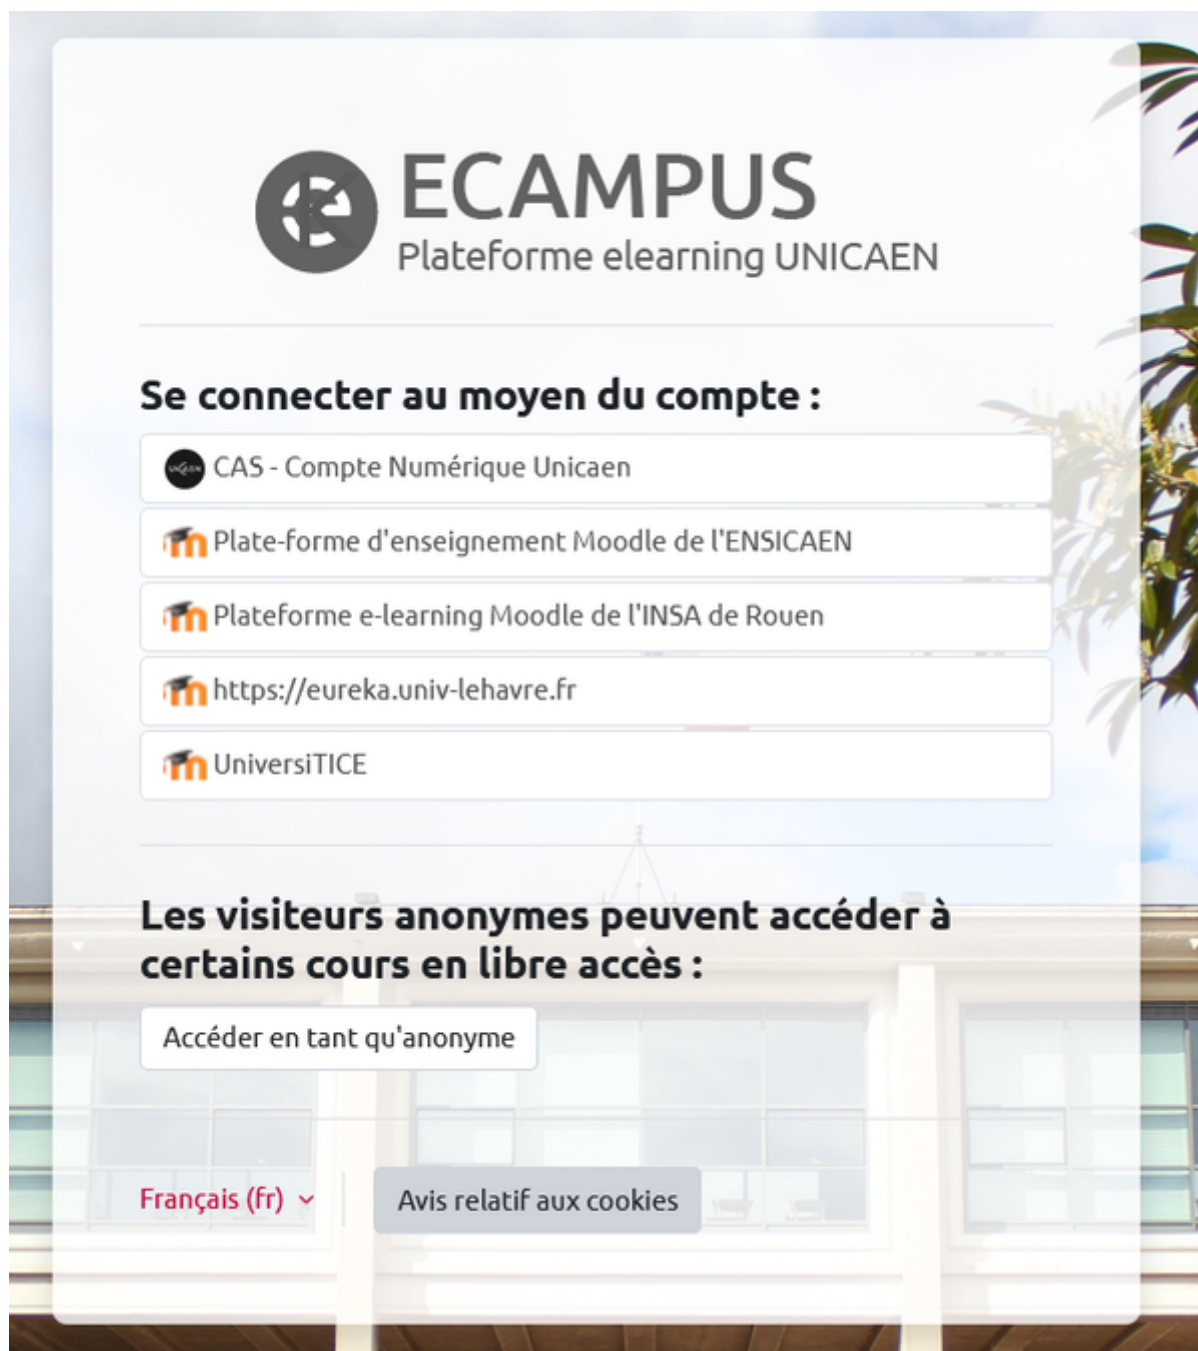 ECAMPUS
Plateforme elearning UNICAEN
Se connecter au moyen du compte :
UNICAEN
CAS - Compte Numérique Unicaen
Plate-forme d'enseignement Moodle de l'ENSICAEN
Plateforme e-learning Moodle de l'INSA de Rouen
https://eureka.univ-lehavre.fr
UniversiTICE
Les visiteurs anonymes peuvent accéder à
certains cours en libre accès :
Accéder en tant qu'anonyme
Français (fr)
Avis relatif aux cookies